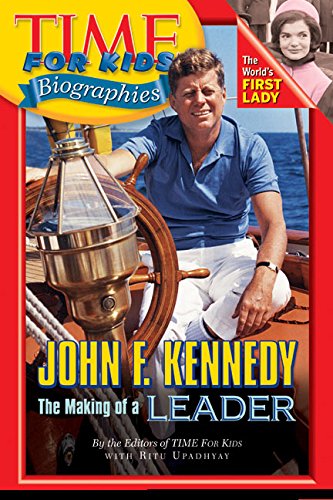 TIME
FOR KIDS
Biographies
The
World's
FIRST
LADY
JOHN F. KENNEDY
The Making of a LEADER
By the Editors of TIME FOR KIDS
WITH RITU UPADHYAY